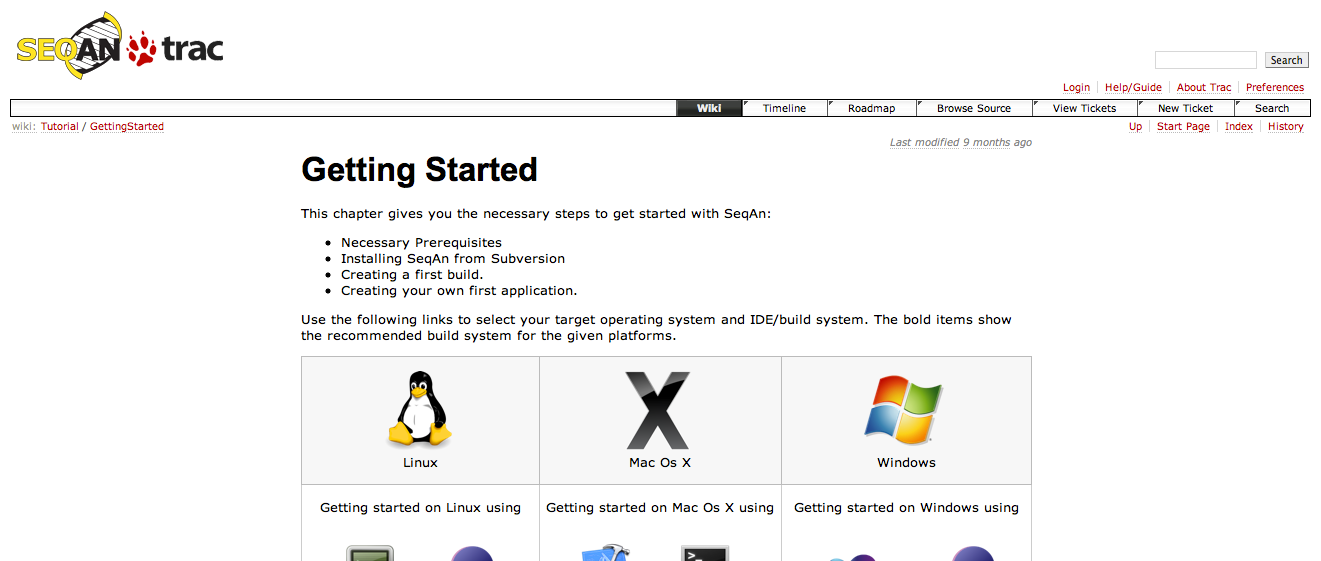 SEQAN trac
Search
Login Help/Guide About Trac Preferences
Wiki Timeline Roadmap Browse Source View Tickets New Ticket Search
wiki: Tutorial / GettingStarted
Up Start Page Index History
Last modified 9 months ago
Getting Started
This chapter gives you the necessary steps to get started with SeqAn:
• Necessary Prerequisites
• Installing SeqAn from Subversion
• Creating a first build.
• Creating your own first application.
Use the following links to select your target operating system and IDE/build system. The bold items show
the recommended build system for the given platforms.
Linux Mac Os X Windows
Getting started on Linux using Getting started on Mac Os X using Getting started on Windows using